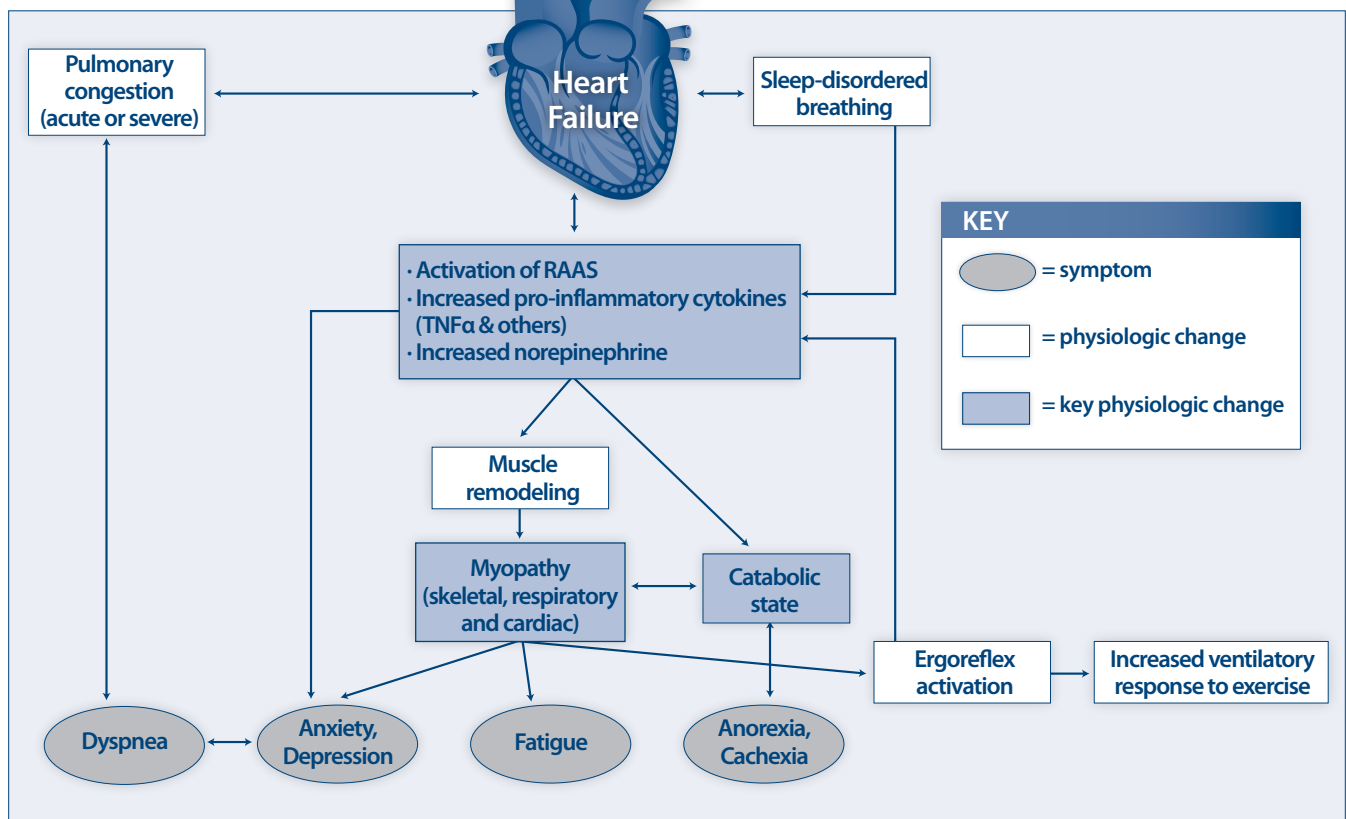 Pulmonary
congestion
(acute or severe)
Heart
Failure
Sleep-disordered
breathing
KEY
= symptom
= physiologic change
= key physiologic change
· Activation of RAAS
· Increased pro-inflammatory cytokines
(TNFα & others)
· Increased norepinephrine
Muscle
remodeling
Myopathy
(skeletal, respiratory
and cardiac)
Catabolic
state
Ergoreflex
activation
Increased ventilatory
response to exercise
Dyspnea
Anxiety,
Depression
Fatigue
Anorexia,
Cachexia